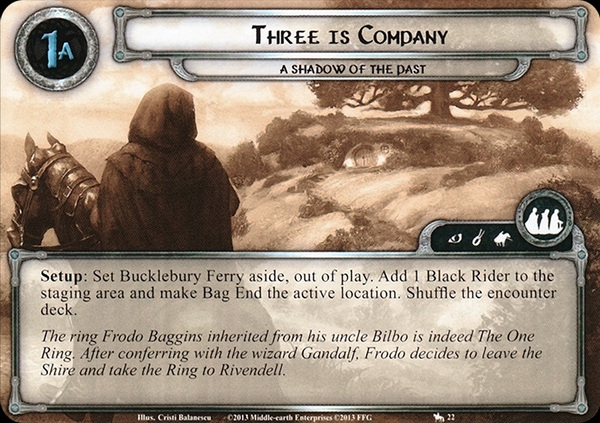 1A
THREE IS COMPANY
A SHADOW OF THE PAST
Setup: Set Bucklebury Ferry aside, out of play. Add 1 Black Rider to the
staging area and make Bag End the active location. Shuffle the encounter
deck.
The ring Frodo Baggins inherited from his uncle Bilbo is indeed The One
Ring. After conferring with the wizard Gandalf, Frodo decides to leave the
Shire and take the Ring to Rivendell.
Illus. Cristi Balanescu ©2013 Middle-earth Enterprises ©2013 FFG 22